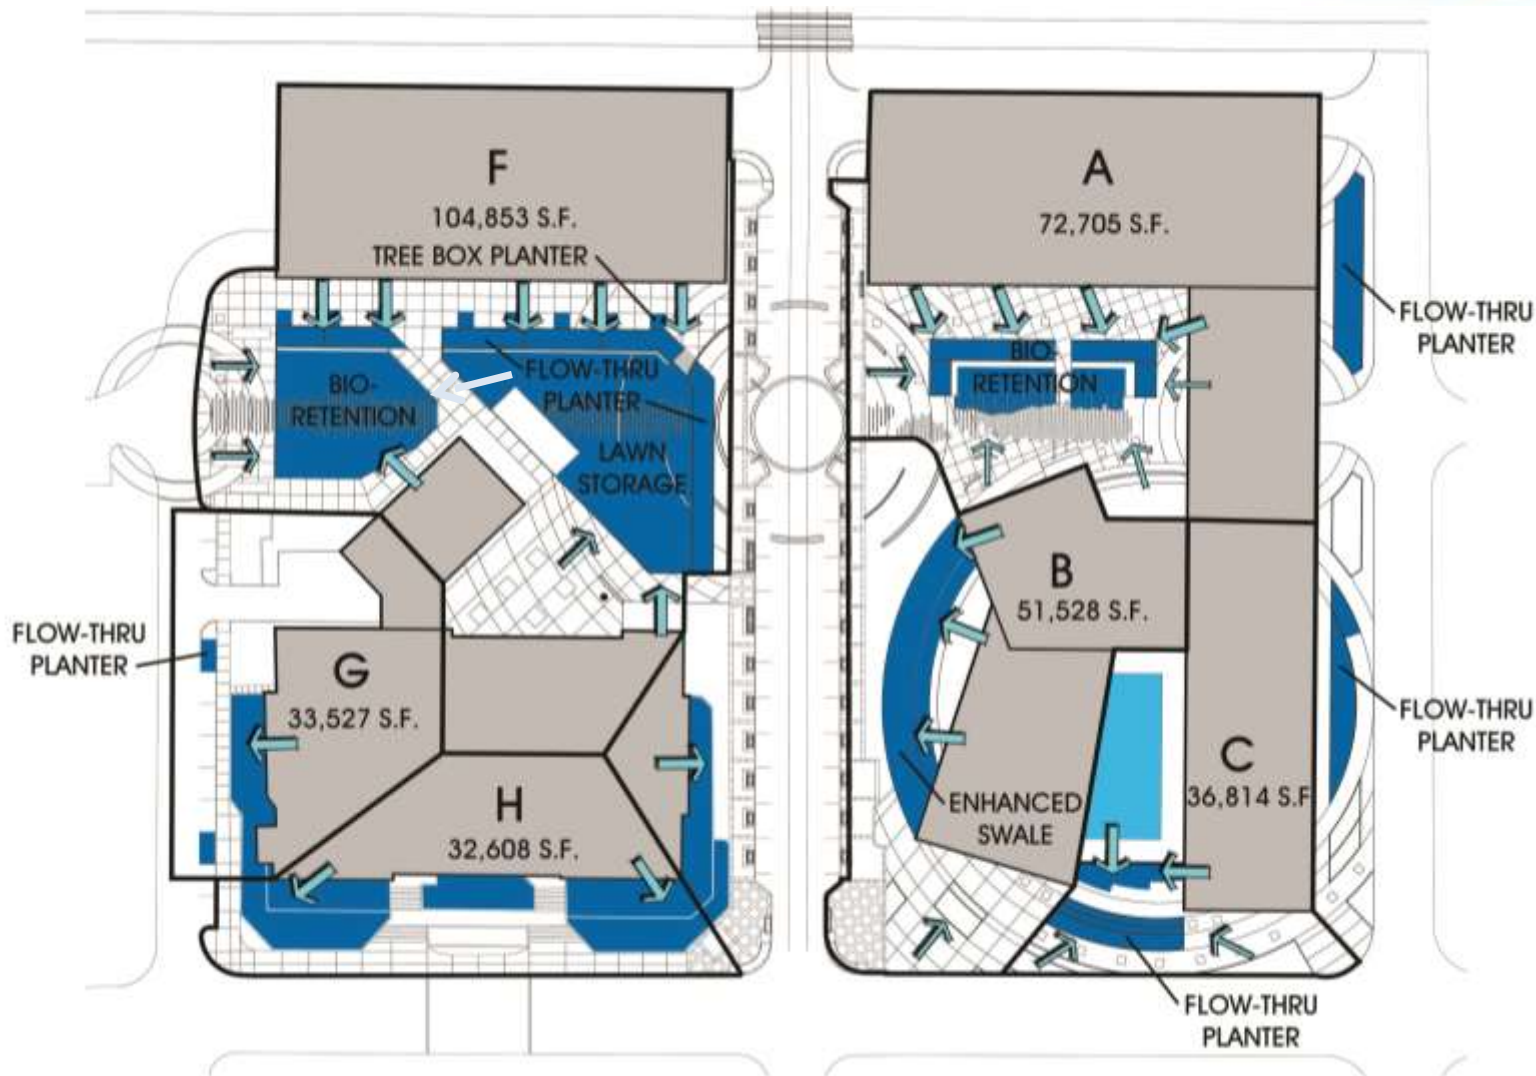 F
104,853 S.F.
TREE BOX PLANTER
BIO-
RETENTION
FLOW-THRU
PLANTER
LAWN
STORAGE
A
72,705 S.F.
FLOW-THRU
PLANTER
BIO-
RETENTION
B
51,528 S.F.
ENHANCED
SWALE
C
36,814 S.F
FLOW-THRU
PLANTER
FLOW-THRU
PLANTER
G
33,527 S.F.
H
32,608 S.F.
FLOW-THRU
PLANTER